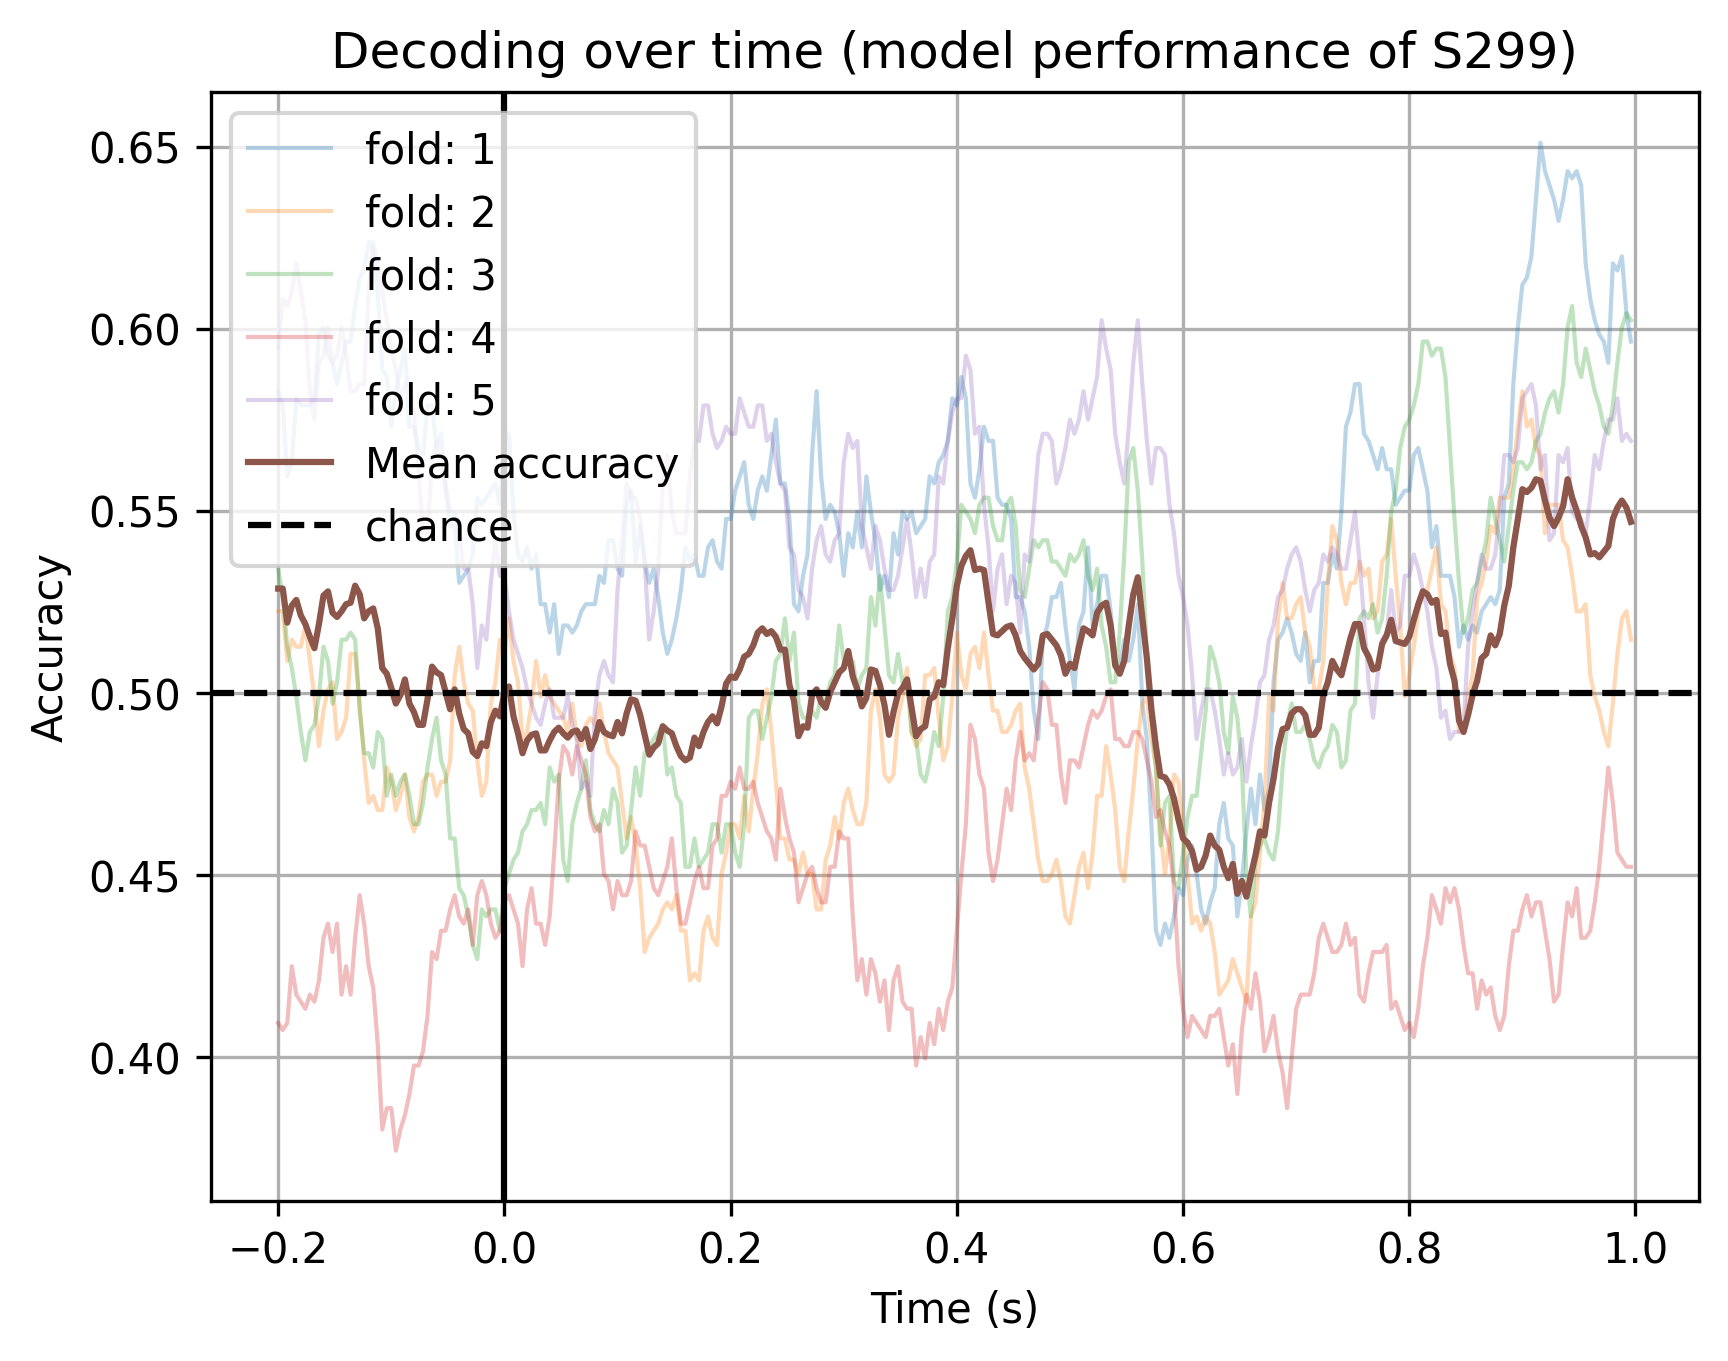 Decoding over time (model performance of S299)
fold: 1
fold: 2
fold: 3
fold: 4
fold: 5
Mean accuracy
chance
0.65
0.60
0.55
0.50
0.45
0.40
Accuracy
−0.2
0.0
0.2
0.4
0.6
0.8
1.0
Time (s)